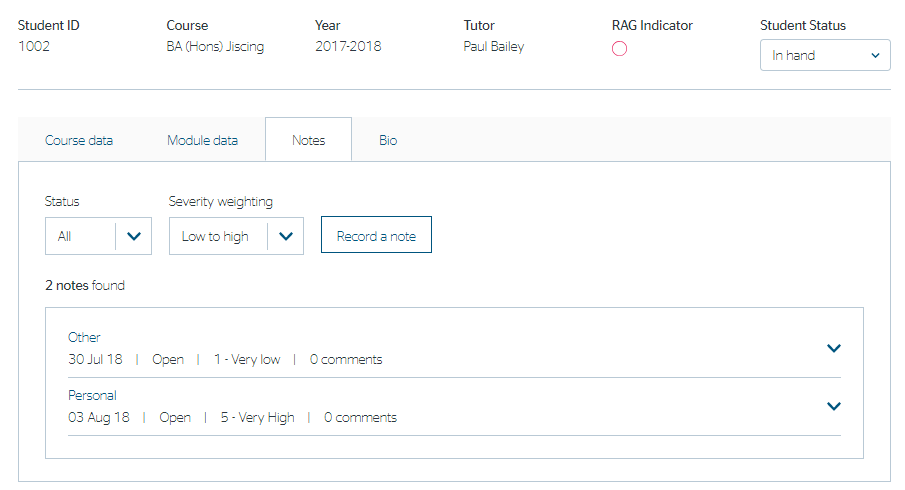 Student ID Course Year Tutor RAG Indicator Student Status
1002 BA (Hons) Jiscing 2017-2018 Paul Bailey In hand
Course data Module data Notes Bio
Status Severity weighting
All Low to high Record a note
2 notes found
Other
30 Jul 18 | Open | 1 - Very low | 0 comments
Personal
03 Aug 18 | Open | 5 - Very High | 0 comments